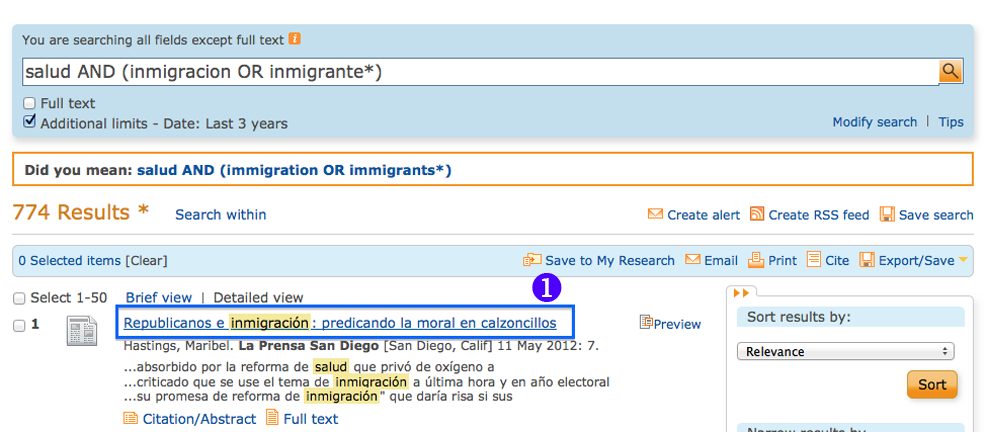 You are searching all fields except full text i
salud AND (inmigracion OR inmigrante*)
Full text
Additional limits - Date: Last 3 years
Modify search | Tips
Did you mean: salud AND (immigration OR immigrants*)
774 Results * Search within Create alert Create RSS feed Save search
0 Selected items [Clear] Save to My Research Email Print Cite Export/Save
1
Select 1-50 Brief view | Detailed view
1 Republicanos e inmigración: predicando la moral en calzoncillos Preview
Hastings, Maribel. La Prensa San Diego [San Diego, Calif] 11 May 2012: 7.
...absorbido por la reforma de salud que privó de oxígeno a
...criticado que se use el tema de inmigración a última hora y en año electoral
...su promesa de reforma de inmigración" que daría risa si sus
Citation/Abstract Full text
Sort results by:
Relevance
Sort
Narrow results by